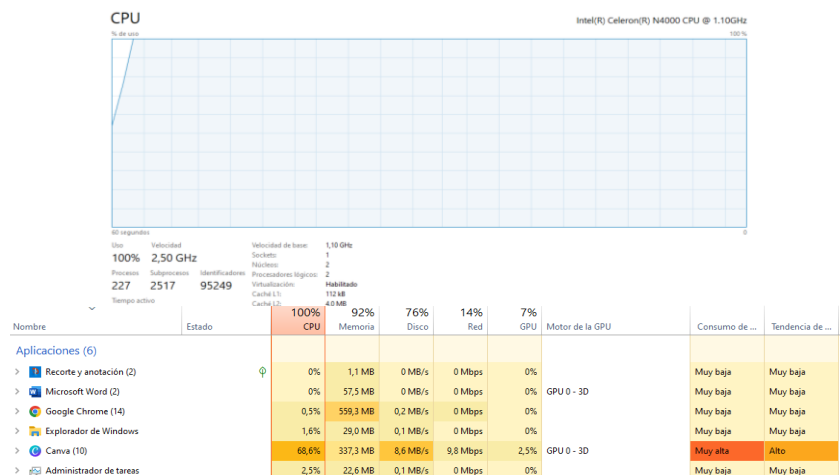 CPU Intel(R) Celeron(R) N4000 CPU @ 1.10GHz
% de uso 100 %
60 segundos 0
Uso Velocidad Velocidad de base: 1,10 GHz
100% 2,50 GHz Sockets: 1
Núcleos: 2
Procesos Subprocesos Identificadores Procesadores lógicos: 2
227 2517 95249 Virtualización: Habilitado
Caché L1: 112 kB
Tiempo activo Caché L2: 4,0 MB
100% 92% 76% 14% 7%
Nombre Estado CPU Memoria Disco Red GPU Motor de la GPU Consumo de ... Tendencia de ...
Aplicaciones (6)
Recorte y anotación (2) 0% 1,1 MB 0 MB/s 0 Mbps 0% Muy baja Muy baja
Microsoft Word (2) 0% 57,5 MB 0 MB/s 0 Mbps 0% GPU 0 - 3D Muy baja Muy baja
Google Chrome (14) 0,5% 559,3 MB 0,2 MB/s 0 Mbps 0% Muy baja Muy baja
Explorador de Windows 1,6% 29,0 MB 0,1 MB/s 0 Mbps 0% Muy baja Muy baja
Canva (10) 68,6% 337,3 MB 8,6 MB/s 9,8 Mbps 2,5% GPU 0 - 3D Muy alta Alto
Administrador de tareas 2,5% 22,6 MB 0,1 MB/s 0 Mbps 0% Muy baja Muy baja